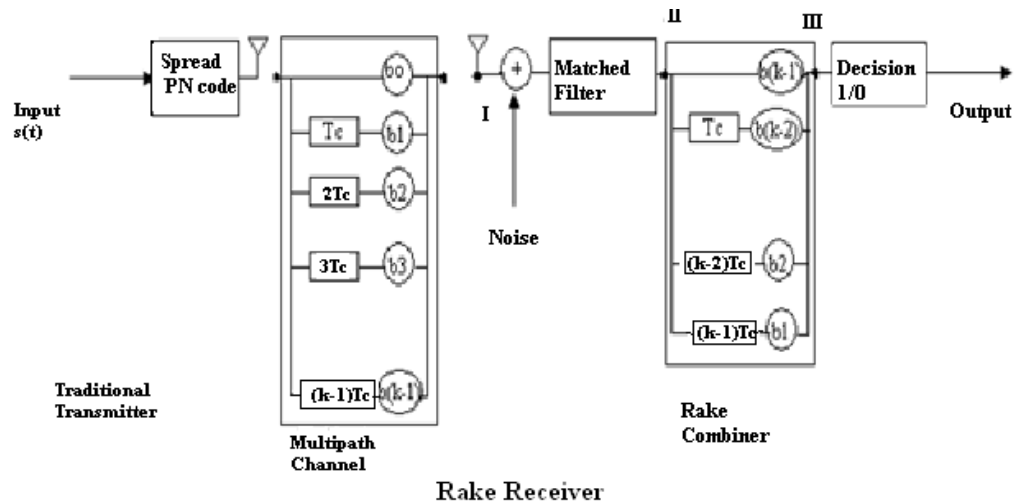 II
III
Spread
PN code
Input
s(t)
bo
Tc
b1
2Tc
b2
3Tc
b3
(k-1)Tc
b(k-1)
I
+
Noise
Matched
Filter
b(k-1)
Tc
b(k-2)
(k-2)Tc
b2
(k-1)Tc
b1
Decision
1/0
Output
Traditional
Transmitter
Multipath
Channel
Rake
Combiner
Rake Receiver